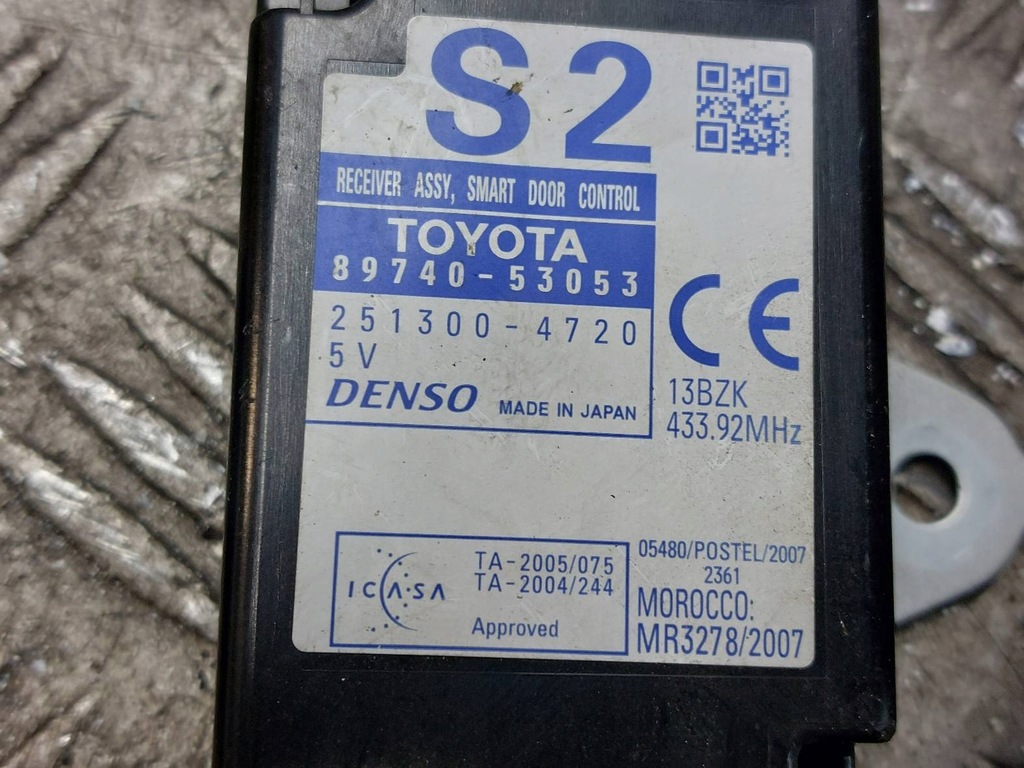 S2
RECEIVER ASSY, SMART DOOR CONTROL
TOYOTA
89740-53053
251300-4720
5V
DENSO MADE IN JAPAN
CE
13BZK
433.92MHz
ICASA
TA-2005/075
TA-2004/244
Approved
05480/POSTEL/2007
2361
MOROCCO:
MR3278/2007